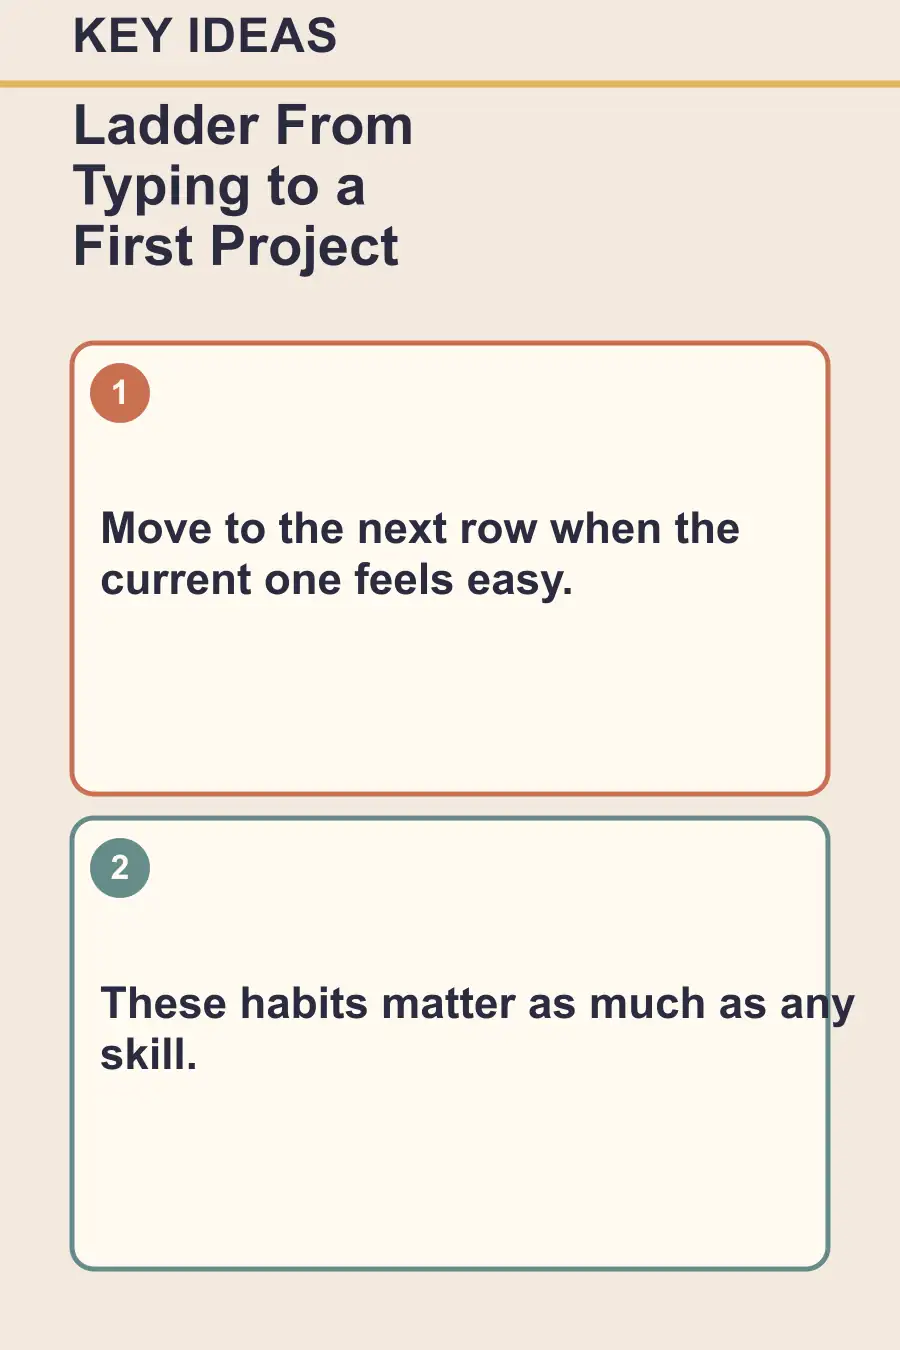 KEY IDEAS
Ladder From
Typing to a
First Project
1
Move to the next row when the
current one feels easy.
2
These habits matter as much as any
skill.